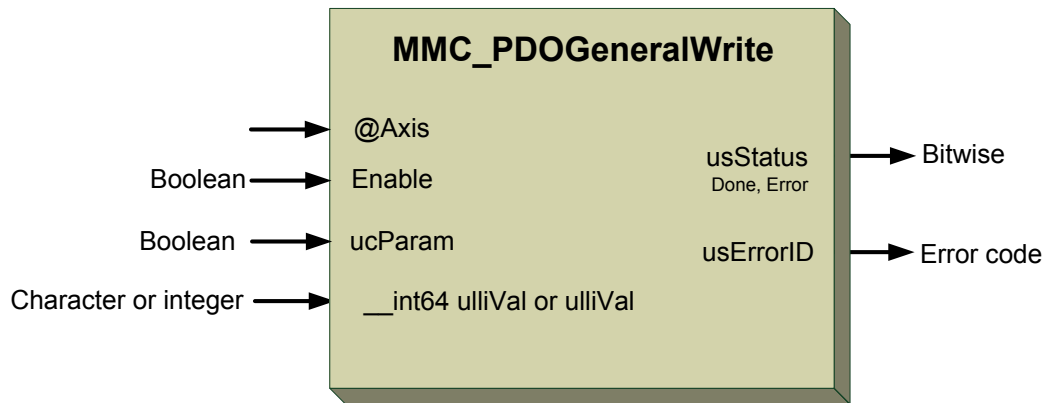 MMC_PDOGeneralWrite
@Axis
Boolean Enable
usStatus Bitwise
Done, Error
Boolean ucParam
usErrorID Error code
Character or integer __int64 ulliVal or ulliVal